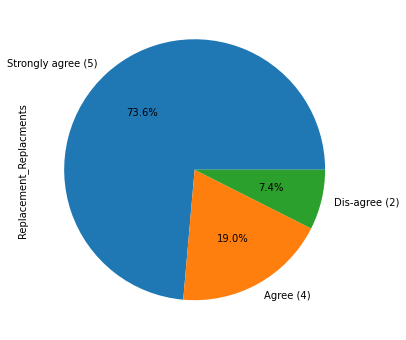 Strongly agree (5)
73.6%
Replacement_Replacments
7.4%
Dis-agree (2)
19.0%
Agree (4)